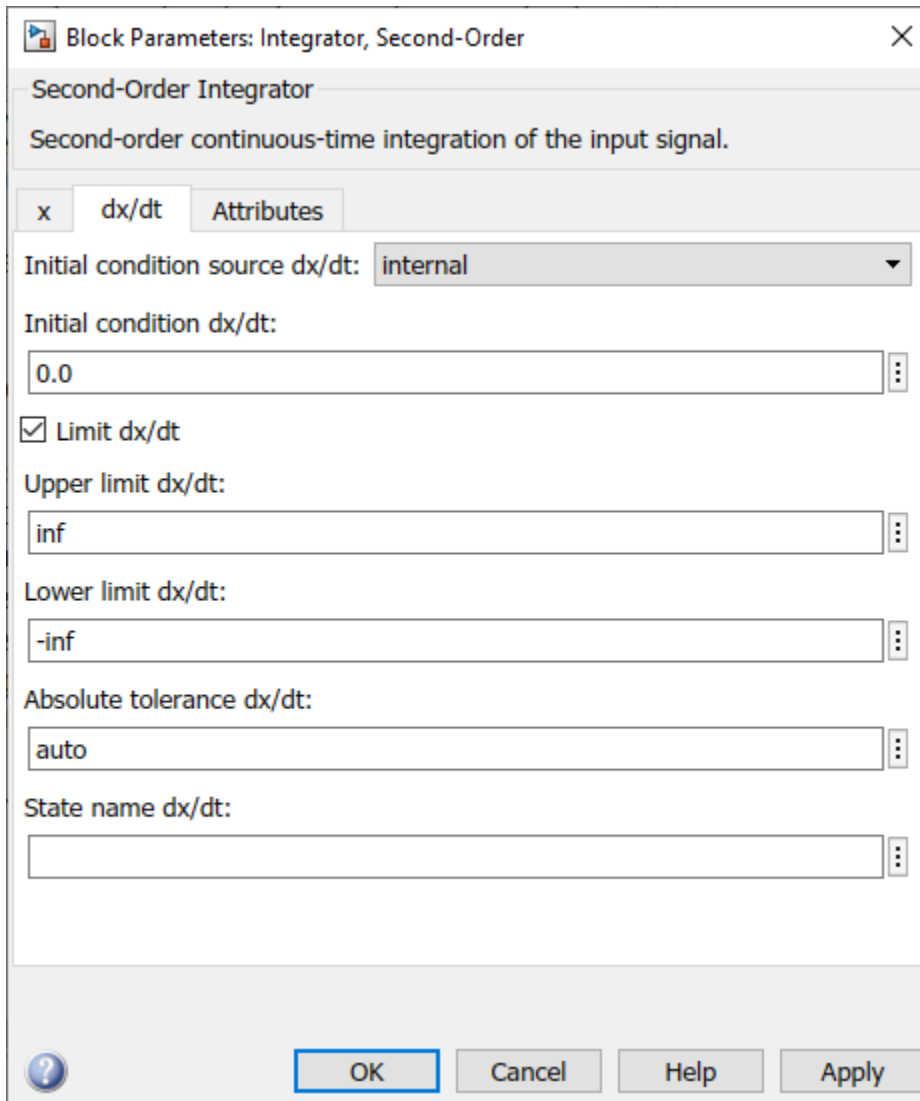 Block Parameters: Integrator, Second-Order
Second-Order Integrator
Second-order continuous-time integration of the input signal.
x dx/dt Attributes
Initial condition source dx/dt: internal
Initial condition dx/dt:
0.0
Limit dx/dt
Upper limit dx/dt:
inf
Lower limit dx/dt:
-inf
Absolute tolerance dx/dt:
auto
State name dx/dt:
? OK Cancel Help Apply